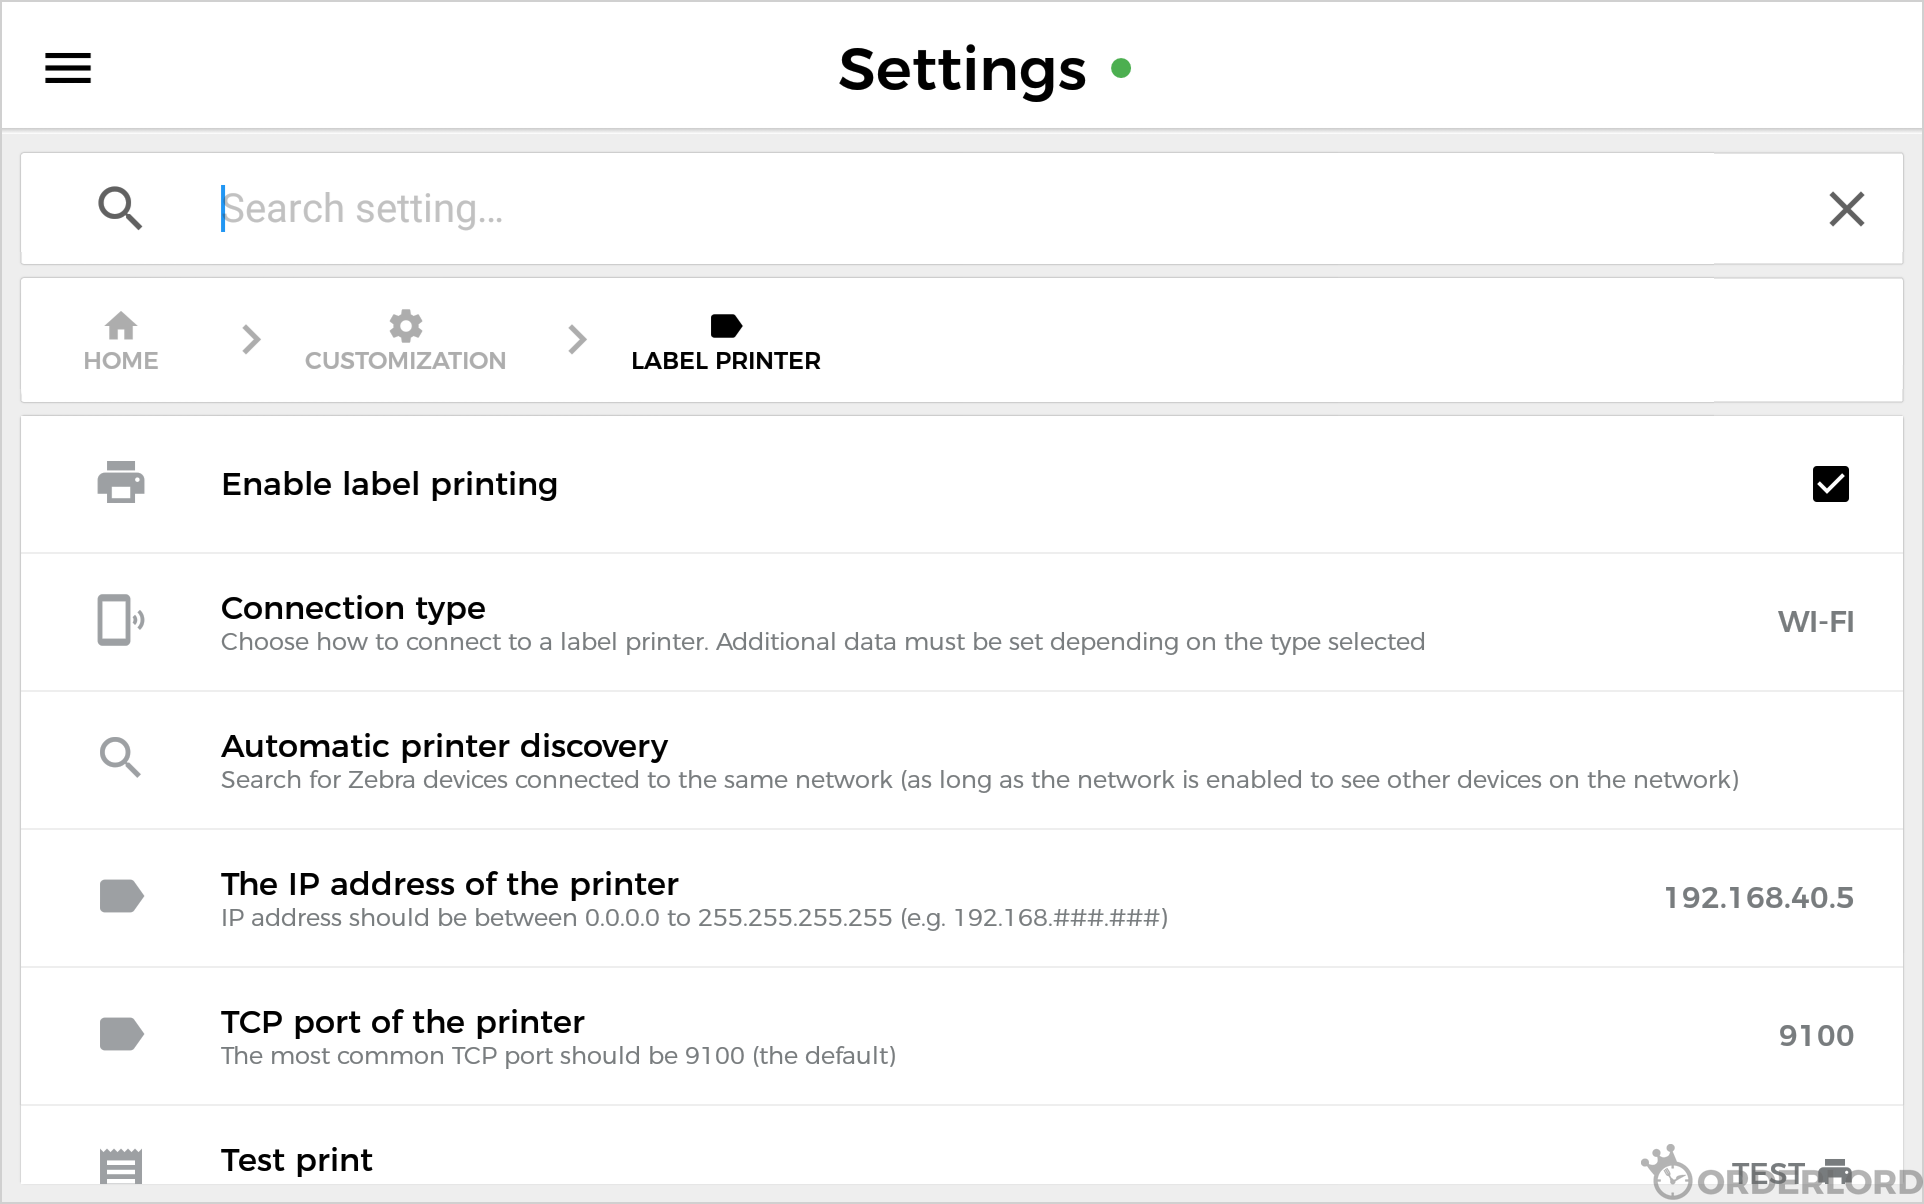 Settings
Search setting...
HOME
CUSTOMIZATION
LABEL PRINTER
Enable label printing
Connection type
Choose how to connect to a label printer. Additional data must be set depending on the type selected
WI-FI
Automatic printer discovery
Search for Zebra devices connected to the same network (as long as the network is enabled to see other devices on the network)
The IP address of the printer
IP address should be between 0.0.0.0 to 255.255.255.255 (e.g. 192.168.###.###)
192.168.40.5
TCP port of the printer
The most common TCP port should be 9100 (the default)
9100
Test print
TEST
ORDERLORD